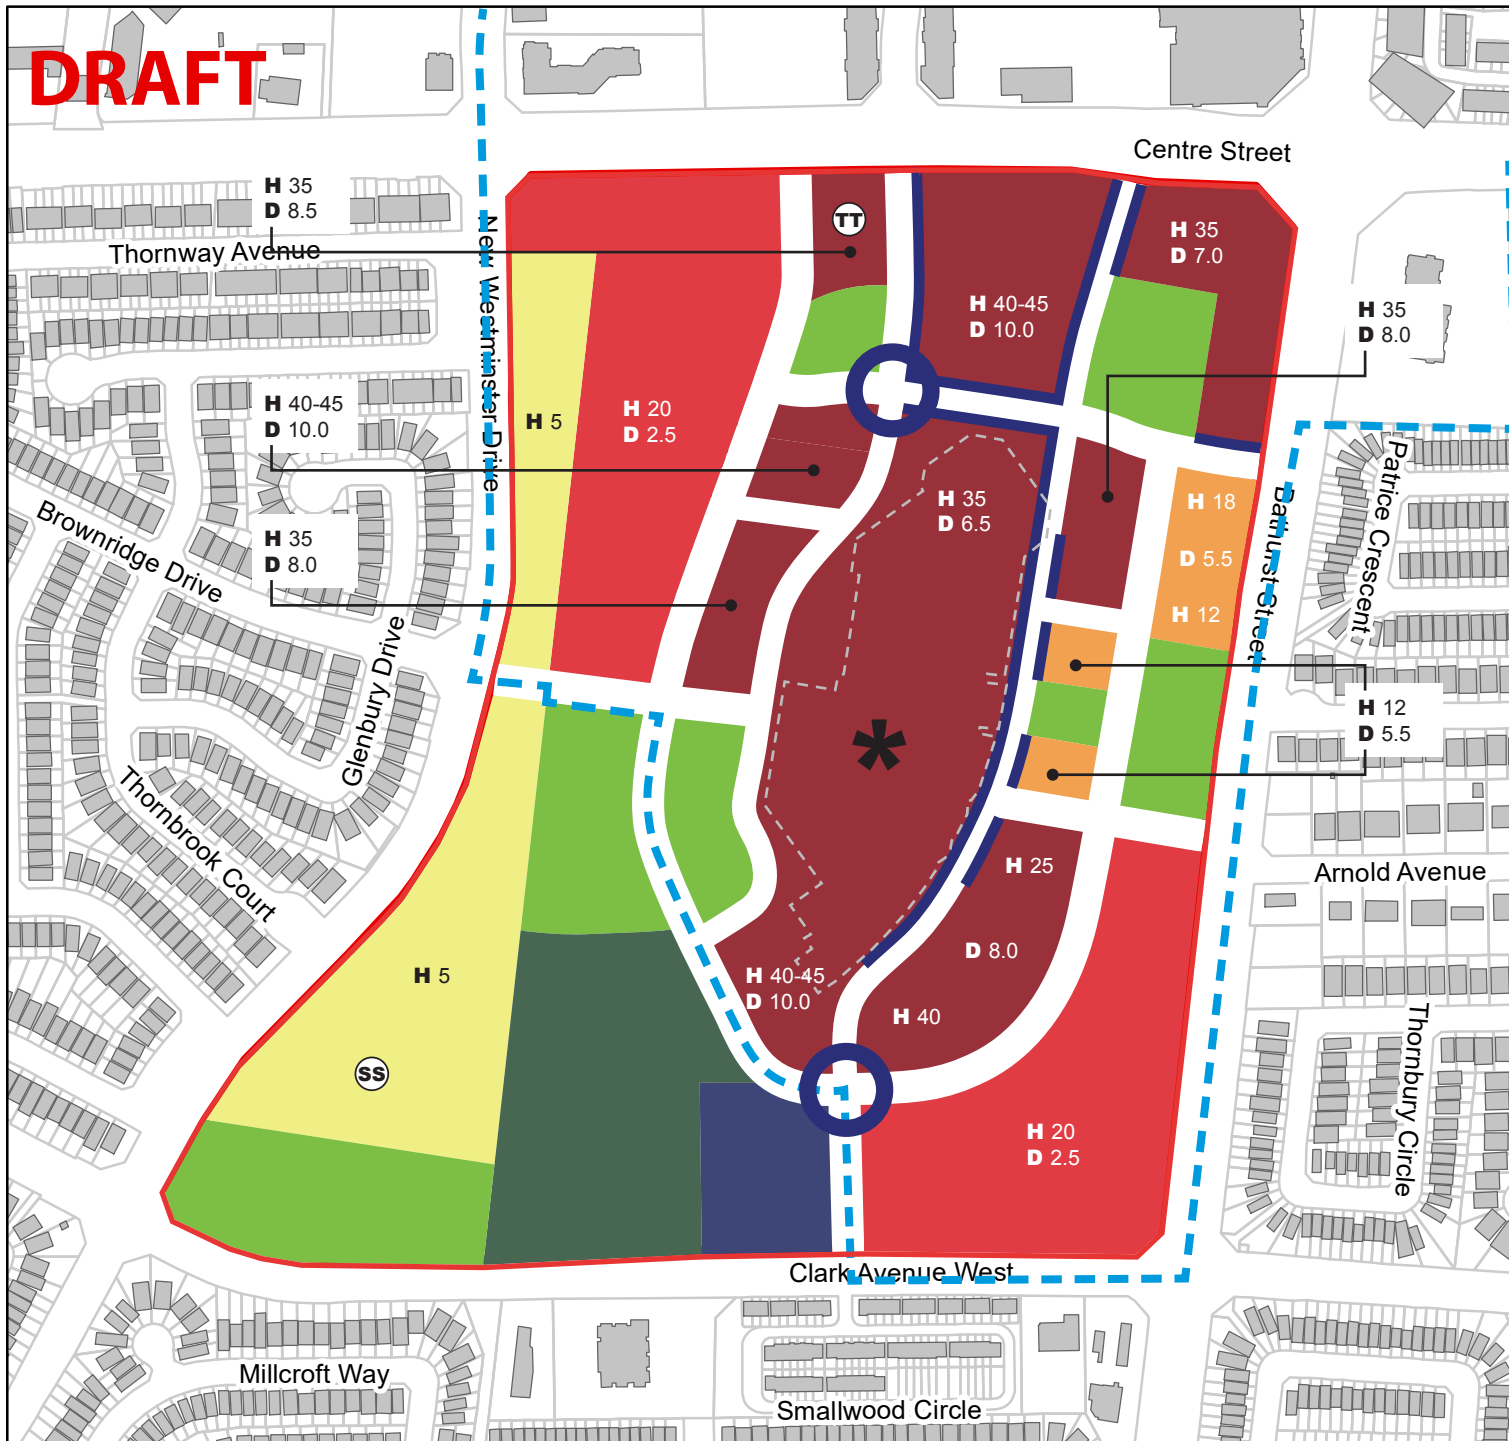 DRAFT
Centre Street
H 35
D 8.5
Thornway Avenue
New Westminster Drive
TT
H 35
D 7.0
H 40-45
D 10.0
H 35
D 8.0
H 40-45
D 10.0
H 5
H 20
D 2.5
Patrice Crescent
Bathurst Street
H 35
D 6.5
H 18
D 5.5
H 12
Brownridge Drive
H 35
D 8.0
Glenbury Drive
H 12
D 5.5
*
Thornbrook Court
H 25
Arnold Avenue
D 8.0
H 5
H 40-45
D 10.0
H 40
SS
Thornbury Circle
H 20
D 2.5
Clark Avenue West
Millcroft Way
Smallwood Circle